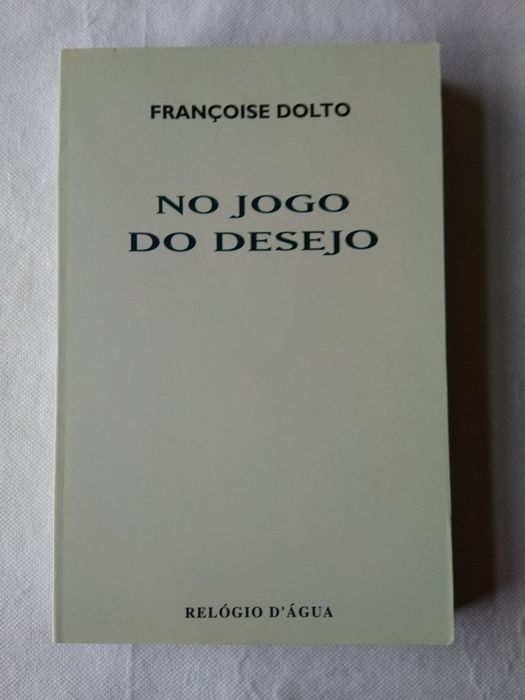 FRANÇOISE DOLTO
NO JOGO
DO DESEJO
RELÓGIO D'ÁGUA